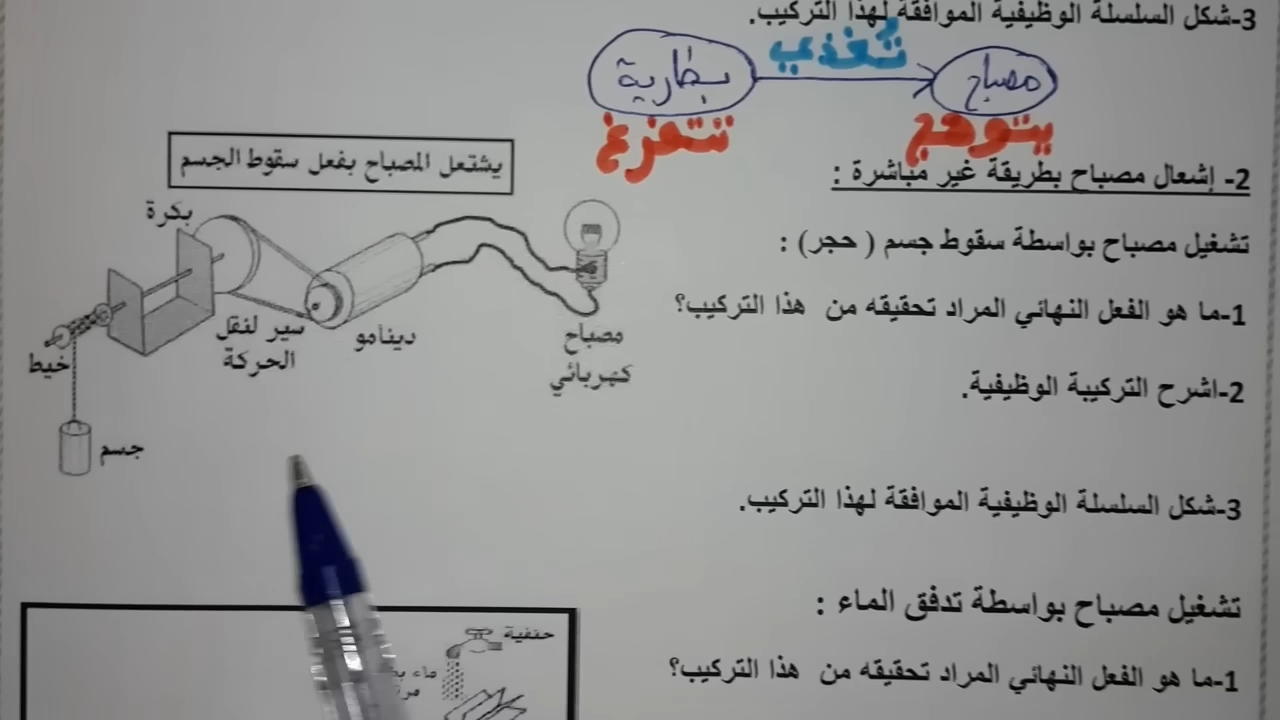 3-شكل السلسلة الوظيفية الموافقة لهذا التركيب.
بطارية تُغذي مصباح
تتفرغ يتوهج
يشتعل المصباح بفعل سقوط الجسم
2- إشعال مصباح بطريقة غير مباشرة :
بكرة
تشغيل مصباح بواسطة سقوط جسم ( حجر) :
1-ما هو الفعل النهائي المراد تحقيقه من هذا التركيب؟
سير لنقل
الحركة
دينامو
مصباح
كهربائي
خيط
2-اشرح التركيبة الوظيفية.
جسم
3-شكل السلسلة الوظيفية الموافقة لهذا التركيب.
تشغيل مصباح بواسطة تدفق الماء :
حنفية
ماء
1-ما هو الفعل النهائي المراد تحقيقه من هذا التركيب؟